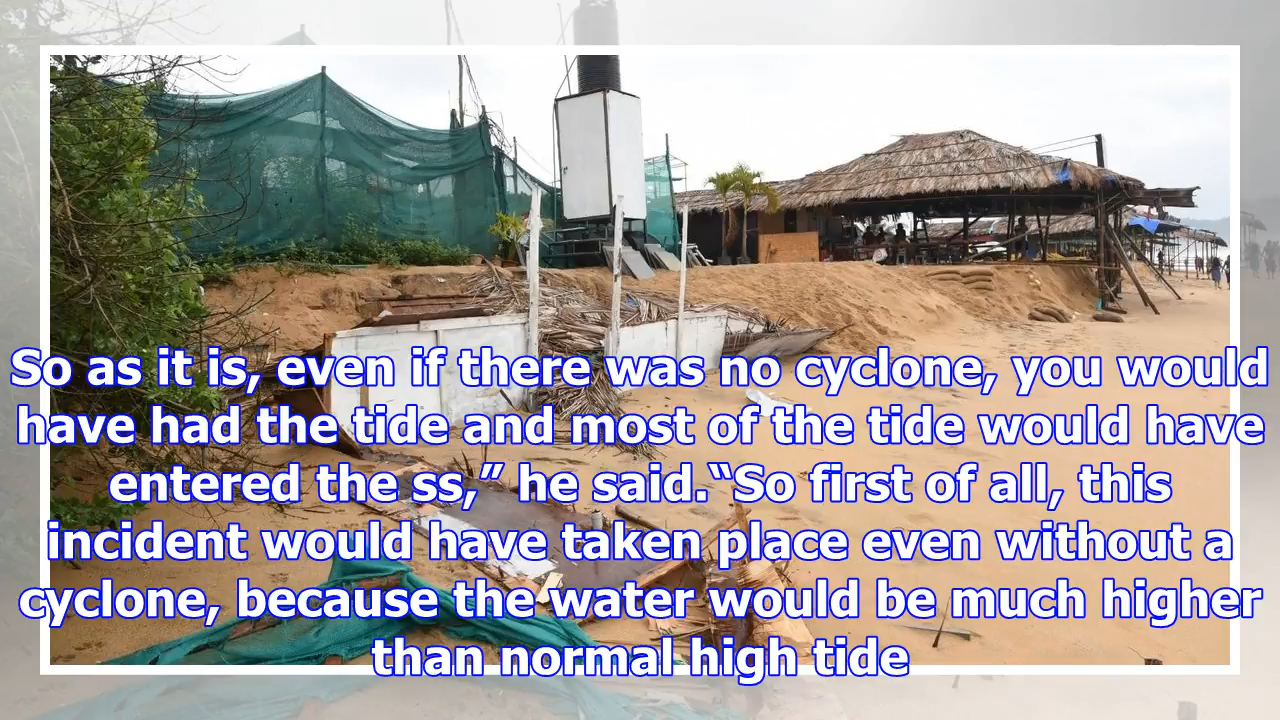 So as it is, even if there was no cyclone, you would
have had the tide and most of the tide would have
entered the ss,” he said.“So first of all, this
incident would have taken place even without a
cyclone, because the water would be much higher
than normal high tide